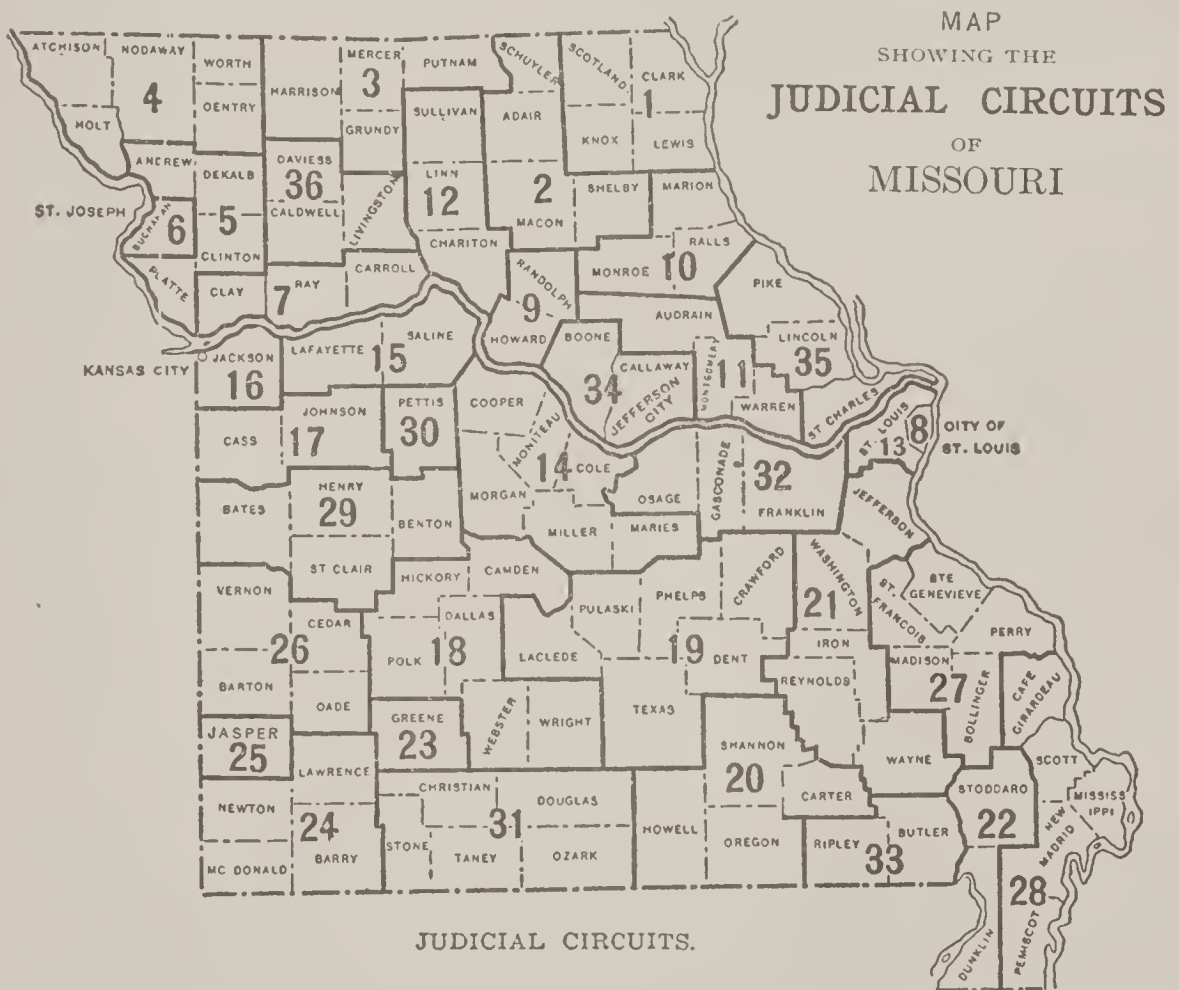 MAP
SHOWING THE
JUDICIAL CIRCUITS
OF
MISSOURI
ATCHISON
NODAWAY
WORTH
4
OENTRY
HOLT
HARRISON
MERCER
3
GRUNDY
PUTNAM
SCHUYLER
SULLIVAN
ADAIR
SCOTLAND
CLARK
1
KNOX
LEWIS
ANDREW
DEKALB
DAVIESS
36
CALDWELL
LIVINGSTON
LINN
12
CHARITON
2
MACON
SHELBY
MARION
ST. JOSEPH
BUCHANAN
6
5
CLINTON
PLATTE
CLAY
7
RAY
CARROLL
RANDOLPH
9
HOWARD
MONROE
10
RALLS
PIKE
AUDRAIN
KANSAS CITY
JACKSON
16
LAFAYETTE
15
SALINE
BOONE
34
CALLAWAY
JEFFERSON
CITY
MONTGOMERY
11
WARREN
LINCOLN
35
ST CHARLES
ST. LOUIS
13
8
OITY OF
ST. LOUIS
CASS
JOHNSON
17
PETTIS
30
COOPER
MONITEAU
14
COLE
MORGAN
MILLER
OSAGE
MARIES
GASCONADE
32
FRANKLIN
JEFFERSON
BATES
HENRY
29
BENTON
ST CLAIR
HICKORY
CAMDEN
VERNON
CEDAR
26
BARTON
OADE
POLK
18
DALLAS
LACLEDE
PULASKI
PHELPS
19
DENT
CRAWFORD
WASHINGTON
21
IRON
REYNOLDS
ST.
FRANCOIS
STE
GENEVIEVE
PERRY
MADISON
27
BOLLINGER
CAPE
GIRARDEAU
JASPER
25
LAWRENCE
GREENE
23
WEBSTER
WRIGHT
TEXAS
SHANNON
20
CARTER
WAYNE
STODDARO
22
SCOTT
MISSISS
IPPI
NEW
MADRID
NEWTON
24
MC DONALD
BARRY
CHRISTIAN
STONE
31
TANEY
DOUGLAS
OZARK
HOWELL
OREGON
RIPLEY
33
BUTLER
28
DUNKLIN
PEMISCOT
JUDICIAL CIRCUITS.